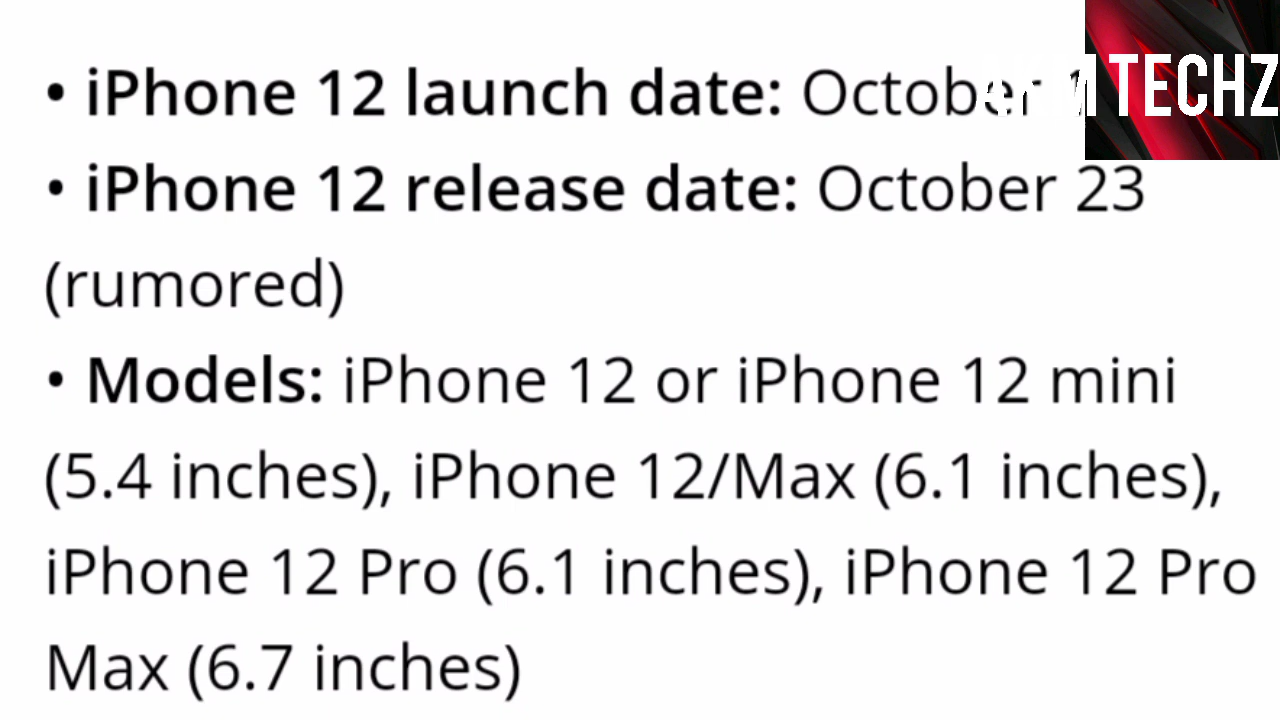 • iPhone 12 launch date: October
TECHZ
• iPhone 12 release date: October 23
(rumored)
• Models: iPhone 12 or iPhone 12 mini
(5.4 inches), iPhone 12/Max (6.1 inches),
iPhone 12 Pro (6.1 inches), iPhone 12 Pro
Max (6.7 inches)